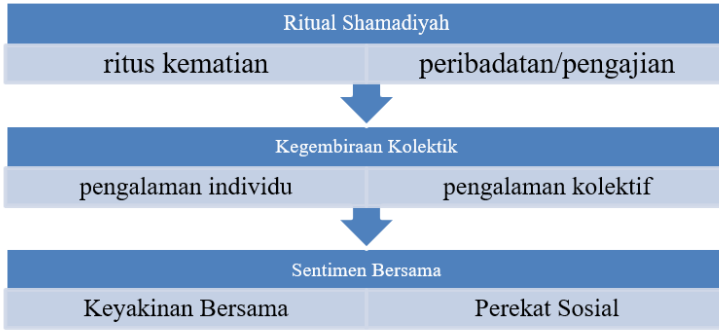 Ritual Shamadiyah
ritus kematian peribadatan/pengajian
Kegembiraan Kolektik
pengalaman individu pengalaman kolektif
Sentimen Bersama
Keyakinan Bersama Perekat Sosial